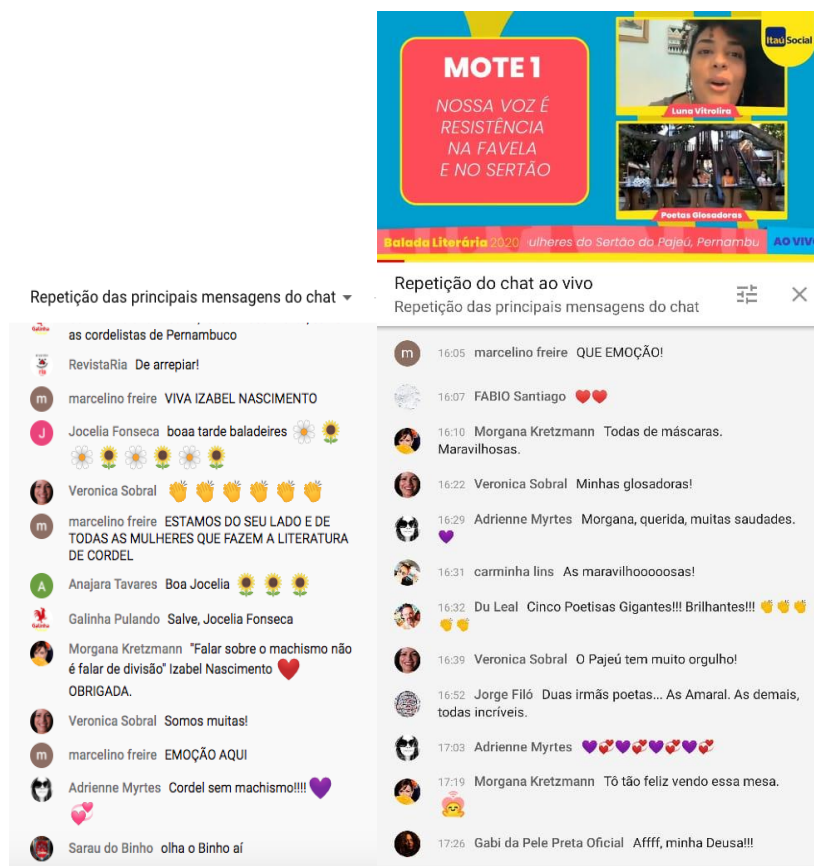 Repetição das principais mensagens do chat
as cordelistas de Pernambuco
RevistaRia De arrepiar!
marcelino freire VIVA IZABEL NASCIMENTO
J
Jocelia Fonseca boaa tarde baladeires 🌼 🌻
🌼 🌻 🌼 🌻 🌼 🌻
Veronica Sobral 👏 👏 👏 👏 👏 👏
m
marcelino freire ESTAMOS DO SEU LADO E DE
TODAS AS MULHERES QUE FAZEM A LITERATURA
DE CORDEL
A
Anajara Tavares Boa Jocelia 🌻 🌻 🌻
Galinha Pulando Salve, Jocelia Fonseca
Morgana Kretzmann "Falar sobre o machismo não
é falar de divisão" Izabel Nascimento ❤️
OBRIGADA.
Veronica Sobral Somos muitas!
m
marcelino freire EMOÇÃO AQUI
Adrienne Myrtes Cordel sem machismo!!!! 💜
💞
Sarau do Binho olha o Binho aí
MOTE 1
NOSSA VOZ É
RESISTÊNCIA
NA FAVELA
E NO SERTÃO
Itaú Social
Luna Vitrolira
Poetas Glosadoras
Balada Literária 2020 ulheres do Sertão do Pajeú, Pernambu AO VIV
Repetição do chat ao vivo
Repetição das principais mensagens do chat
m
16:05 marcelino freire QUE EMOÇÃO!
16:07 FABIO Santiago ❤️❤️
16:10 Morgana Kretzmann Todas de máscaras.
Maravilhosas.
16:22 Veronica Sobral Minhas glosadoras!
16:29 Adrienne Myrtes Morgana, querida, muitas saudades.
💜
16:31 carminha lins As maravilhooooosas!
16:32 Du Leal Cinco Poetisas Gigantes!!! Brilhantes!!! 👏 👏 👏
👏 👏
16:39 Veronica Sobral O Pajeú tem muito orgulho!
16:52 Jorge Filó Duas irmãs poetas... As Amaral. As demais,
todas incríveis.
17:03 Adrienne Myrtes 💜💞💜💞💜💞💜💞
17:19 Morgana Kretzmann Tô tão feliz vendo essa mesa.
17:26 Gabi da Pele Preta Oficial Affff, minha Deusa!!!